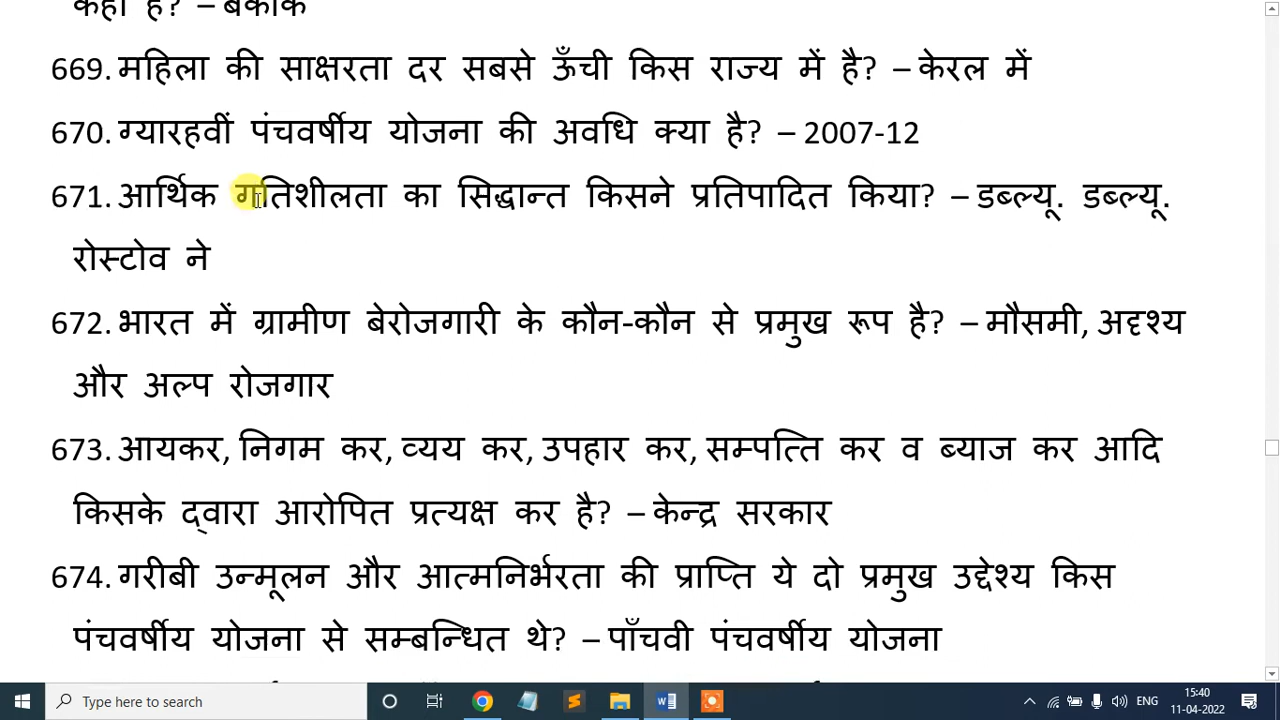 कहाँ है? – बैंकॉक
669. महिला की साक्षरता दर सबसे ऊँची किस राज्य में है? – केरल में
670. ग्यारहवीं पंचवर्षीय योजना की अवधि क्या है? – 2007-12
671. आर्थिक गतिशीलता का सिद्धान्त किसने प्रतिपादित किया? – डब्ल्यू. डब्ल्यू.
रोस्टोव ने
672. भारत में ग्रामीण बेरोजगारी के कौन-कौन से प्रमुख रूप है? – मौसमी, अदृश्य
और अल्प रोजगार
673. आयकर, निगम कर, व्यय कर, उपहार कर, सम्पत्ति कर व ब्याज कर आदि
किसके द्वारा आरोपित प्रत्यक्ष कर है? – केन्द्र सरकार
674. गरीबी उन्मूलन और आत्मनिर्भरता की प्राप्ति ये दो प्रमुख उद्देश्य किस
पंचवर्षीय योजना से सम्बन्धित थे? – पाँचवी पंचवर्षीय योजना
Type here to search
ENG
15:40
11-04-2022